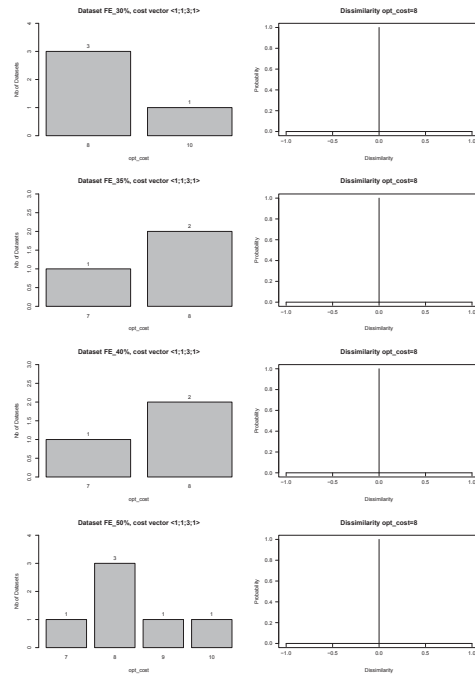 Dataset FE_30%, cost vector <1;1;3;1>
Nb of Datasets
0 1 2 3 4
3
1
8 10
opt_cost
Dissimilarity opt_cost=8
Probability
0.0 0.2 0.4 0.6 0.8 1.0
−1.0 −0.5 0.0 0.5 1.0
Dissimilarity
Dataset FE_35%, cost vector <1;1;3;1>
Nb of Datasets
0.0 0.5 1.0 1.5 2.0 2.5 3.0
1
2
7 8
opt_cost
Dissimilarity opt_cost=8
Probability
0.0 0.2 0.4 0.6 0.8 1.0
−1.0 −0.5 0.0 0.5 1.0
Dissimilarity
Dataset FE_40%, cost vector <1;1;3;1>
Nb of Datasets
0.0 0.5 1.0 1.5 2.0 2.5 3.0
1
2
7 8
opt_cost
Dissimilarity opt_cost=8
Probability
0.0 0.2 0.4 0.6 0.8 1.0
−1.0 −0.5 0.0 0.5 1.0
Dissimilarity
Dataset FE_50%, cost vector <1;1;3;1>
Nb of Datasets
0 1 2 3 4
1
3
1
1
7 8 9 10
opt_cost
Dissimilarity opt_cost=8
Probability
0.0 0.2 0.4 0.6 0.8 1.0
−1.0 −0.5 0.0 0.5 1.0
Dissimilarity